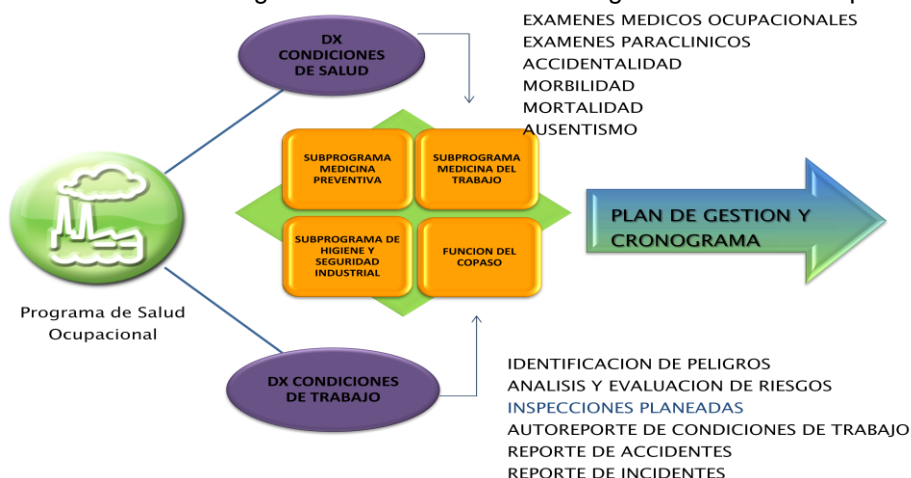 DX
CONDICIONES
DE SALUD
EXAMENES MEDICOS OCUPACIONALES
EXAMENES PARACLINICOS
ACCIDENTALIDAD
MORBILIDAD
MORTALIDAD
AUSENTISMO
SUBPROGRAMA
MEDICINA
PREVENTIVA
SUBPROGRAMA
MEDICINA DEL
TRABAJO
SUBPROGRAMA DE
HIGIENE Y
SEGURIDAD
INDUSTRIAL
FUNCION DEL
COPASO
PLAN DE GESTION Y
CRONOGRAMA
Programa de Salud
Ocupacional
DX CONDICIONES
DE TRABAJO
IDENTIFICACION DE PELIGROS
ANALISIS Y EVALUACION DE RIESGOS
INSPECCIONES PLANEADAS
AUTOREPORTE DE CONDICIONES DE TRABAJO
REPORTE DE ACCIDENTES
REPORTE DE INCIDENTES